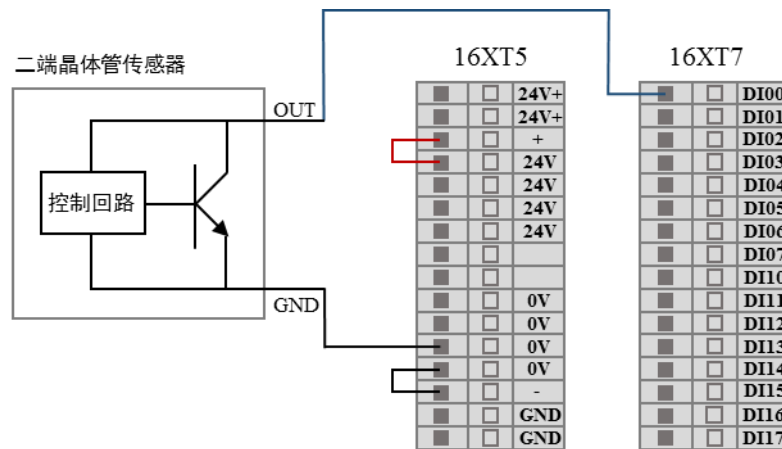 二端晶体管传感器
OUT
控制回路
GND
16XT5
24V+
24V+
+
24V
24V
24V
24V
0V
0V
0V
0V
-
GND
GND
16XT7
DI00
DI01
DI02
DI03
DI04
DI05
DI06
DI07
DI10
DI11
DI12
DI13
DI14
DI15
DI16
DI17